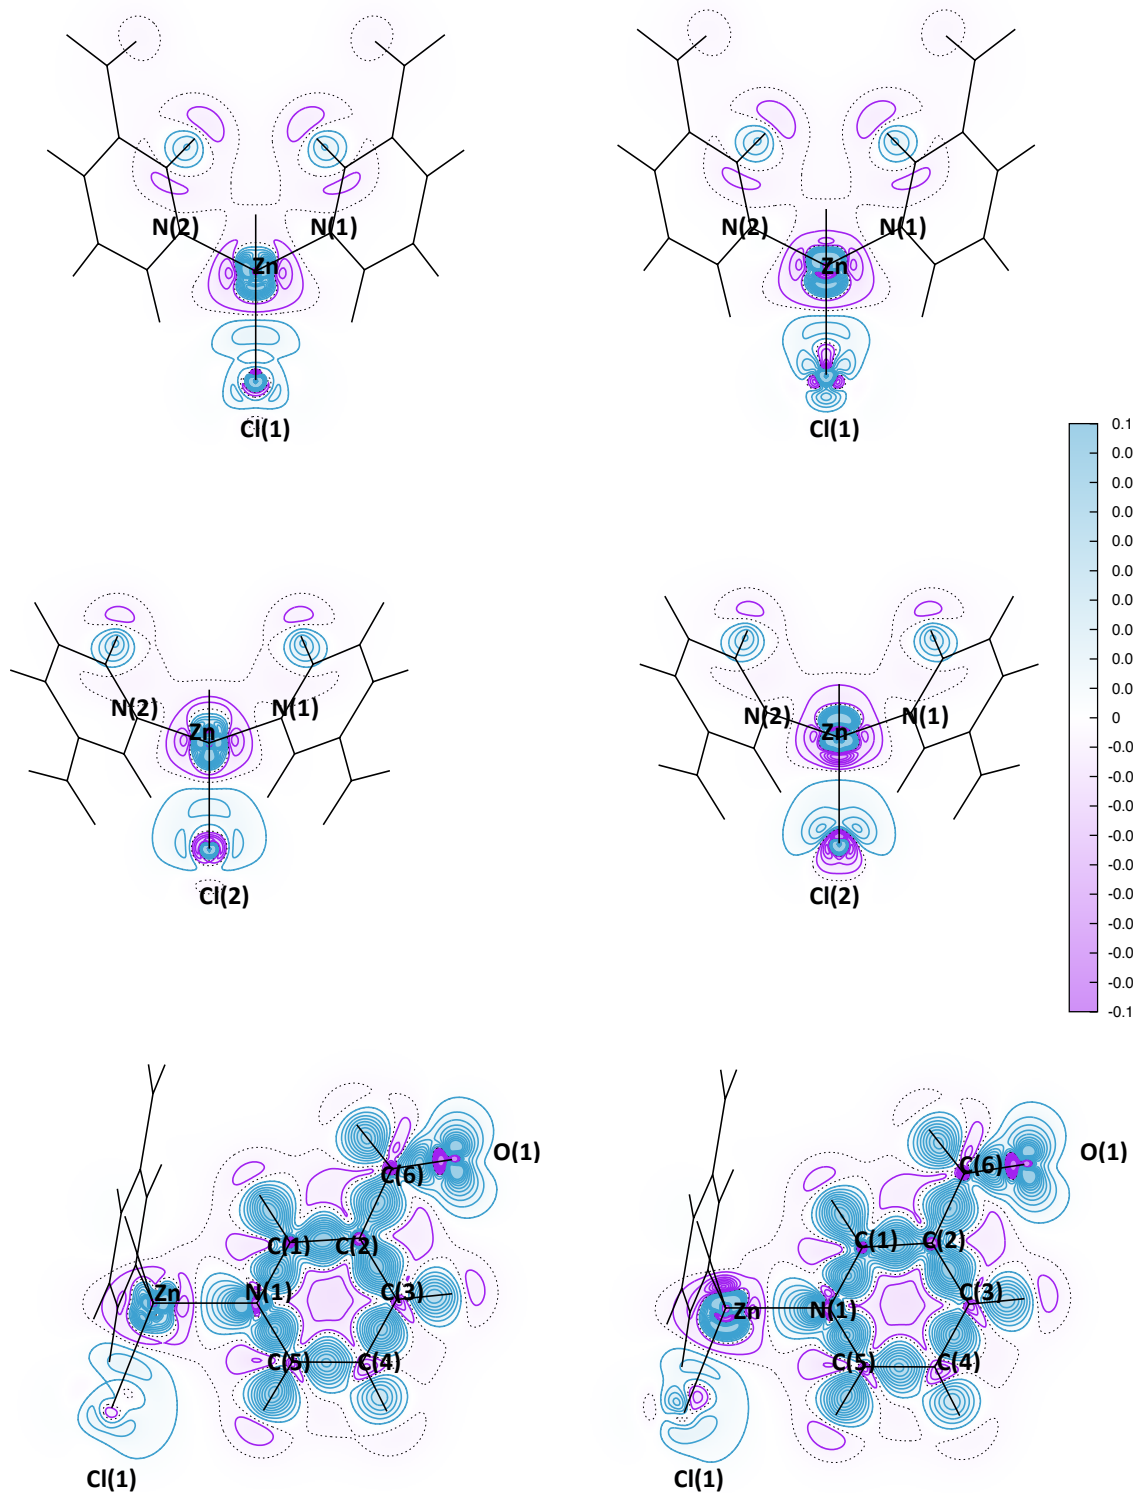 N(2) N(1)
Zn
Cl(1)
N(2) N(1)
Zn
Cl(1)
0.1
0.0
0.0
0.0
0.0
0.0
0.0
0.0
0.0
0.0
0
-0.0
-0.0
-0.0
-0.0
-0.0
-0.0
-0.0
-0.0
-0.0
-0.1
N(2) N(1)
Zn
Cl(2)
N(2) N(1)
Zn
Cl(2)
O(1)
C(6)
C(1) C(2)
Zn N(1) C(3)
C(5) C(4)
Cl(1)
O(1)
C(6)
C(1) C(2)
Zn N(1) C(3)
C(5) C(4)
Cl(1)